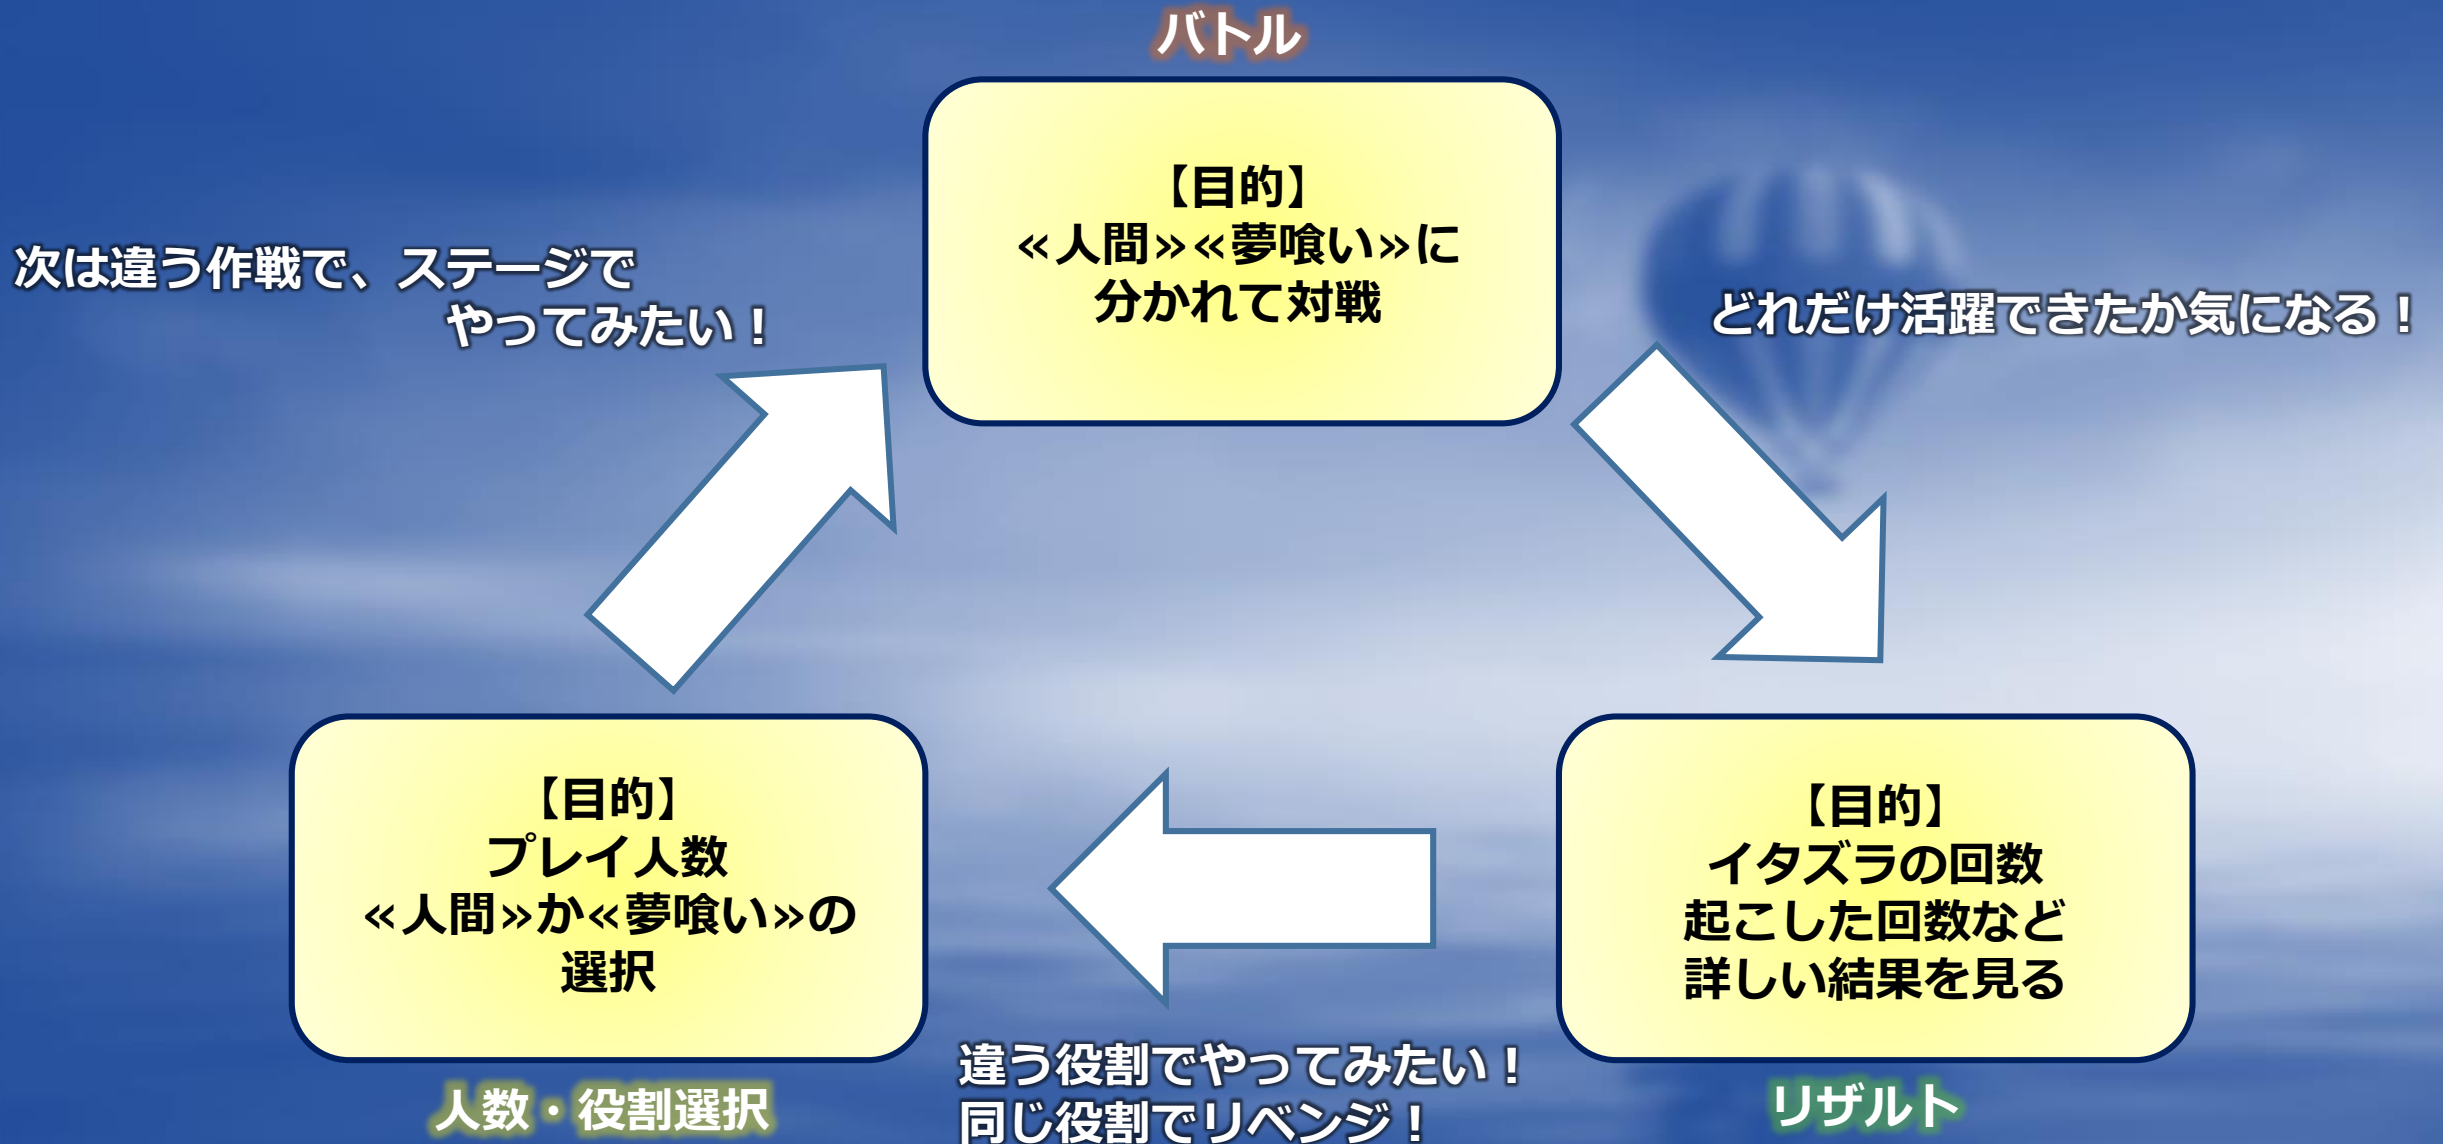 バトル
【目的】
«人間»«夢喰い»に
分かれて対戦
次は違う作戦で、ステージで
やってみたい！
どれだけ活躍できたか気になる！
【目的】
プレイ人数
«人間»か«夢喰い»の
選択
人数・役割選択
【目的】
イタズラの回数
起こした回数など
詳しい結果を見る
リザルト
違う役割でやってみたい！
同じ役割でリベンジ！